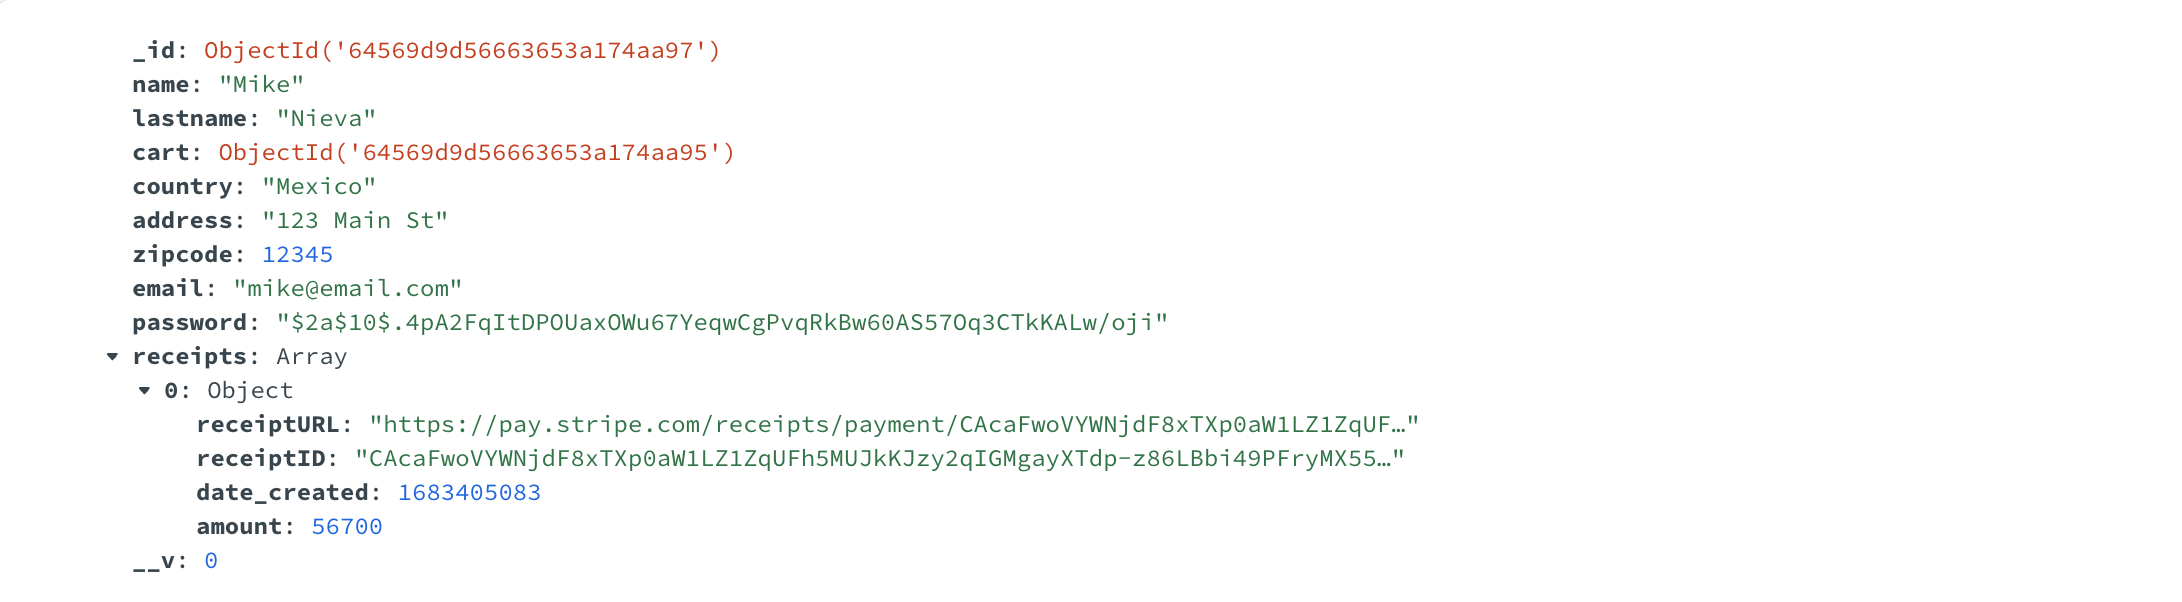 _id: ObjectId('64569d9d56663653a174aa97')
name: "Mike"
lastname: "Nieva"
cart: ObjectId('64569d9d56663653a174aa95')
country: "Mexico"
address: "123 Main St"
zipcode: 12345
email: "mike@email.com"
password: "$2a$10$.4pA2FqItDPOUaxOWu67YeqwCgPvqRkBw60AS57Oq3CTkKALw/oji"
receipts: Array
0: Object
receiptURL: "https://pay.stripe.com/receipts/payment/CAcaFwoVYWNjdF8xTXp0aW1LZ1ZqUF…"
receiptID: "CAcaFwoVYWNjdF8xTXp0aW1LZ1ZqUFh5MUJkKJzy2qIGMgayXTdp-z86LBbi49PFryMX55…"
date_created: 1683405083
amount: 56700
__v: 0